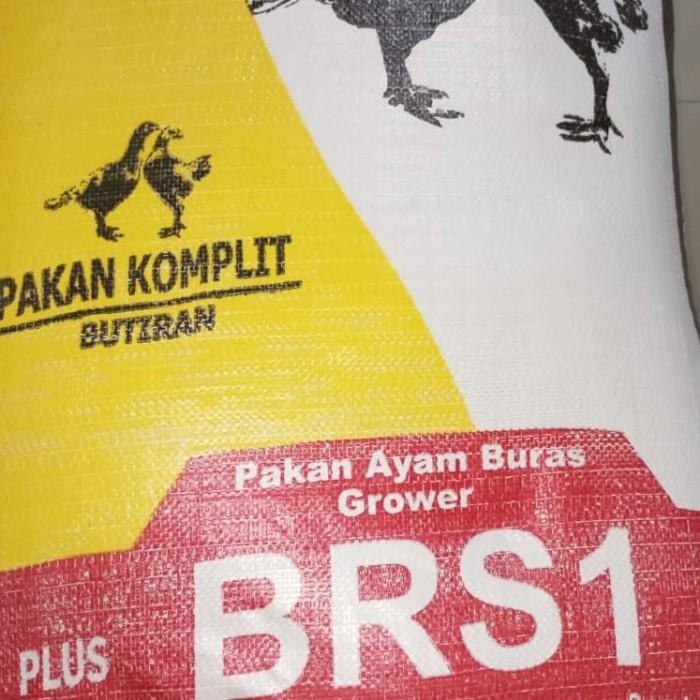 PAKAN KOMPLIT
BUTIRAN
Pakan Ayam Buras
Grower
BRS1
PLUS